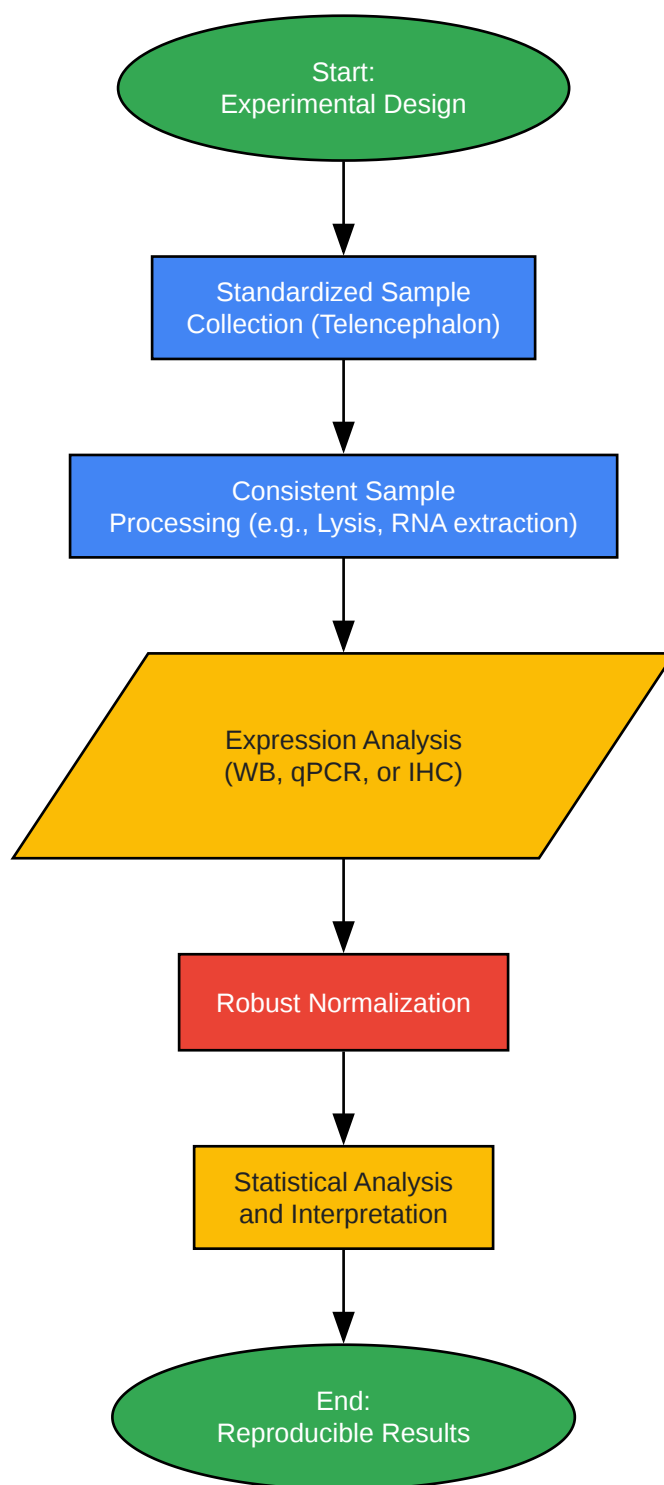 Start:
Experimental Design
Standardized Sample
Collection (Telencephalon)
Consistent Sample
Processing (e.g., Lysis, RNA extraction)
Expression Analysis
(WB, qPCR, or IHC)
Robust Normalization
Statistical Analysis
and Interpretation
End:
Reproducible Results